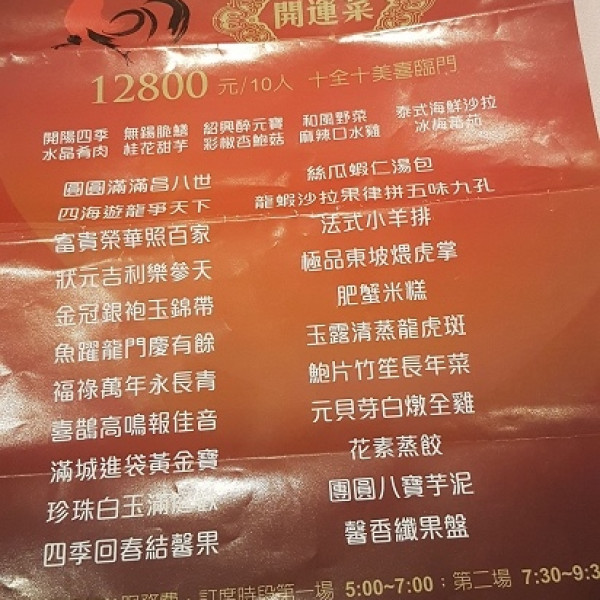 開運菜
12800 元/10人 十全十美喜臨門
開陽四季 無錫脆鱔 紹興醉元寶 和風野菜 泰式海鮮沙拉
水晶肴肉 桂花甜芋 彩椒杏鮑菇 麻辣口水雞 冰梅蕃茄
圓圓滿滿昌八世 絲瓜蝦仁湯包
四海遊龍爭天下 龍蝦沙拉果律拼五味九孔
富貴榮華照百家 法式小羊排
狀元吉利樂參天 極品東坡煨虎掌
金冠銀袍玉錦帶 肥蟹米糕
魚躍龍門慶有餘 玉露清蒸龍虎斑
福祿萬年永長青 鮑片竹笙長年菜
喜鵲高鳴報佳音 元貝芽白燉全雞
滿城進袋黃金寶 花素蒸餃
珍珠白玉滿 團圓八寶芋泥
四季回春結馨果 馨香纖果盤
服務費，訂席時段第一場 5:00~7:00；第二場 7:30~9:3